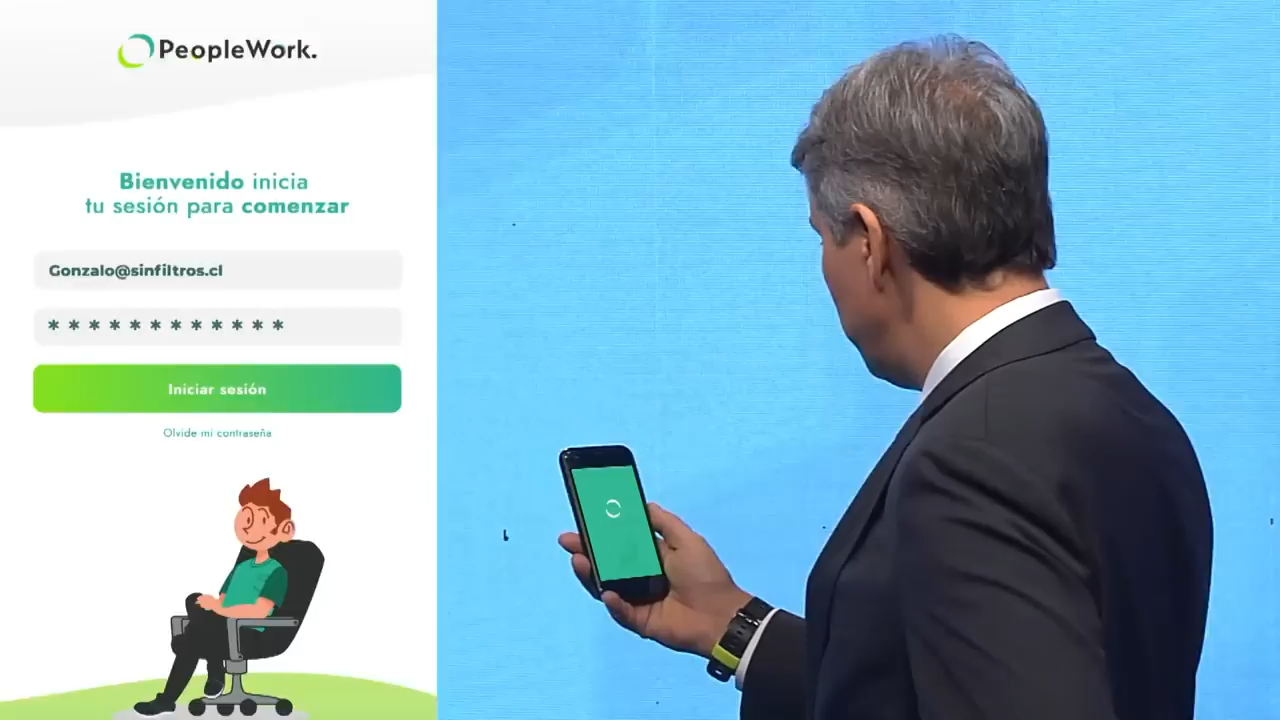 PeopleWork.
Bienvenido inicia
tu sesión para comenzar
Gonzalo@sinfiltros.cl
* * * * * * * * * * * *
Iniciar sesión
Olvide mi contraseña